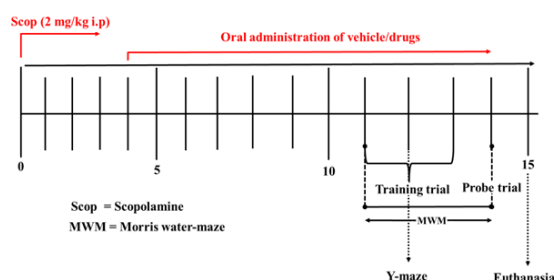 Scop (2 mg/kg i.p)
Oral administration of vehicle/drugs
0
5
10
15
Training trial
Probe trial
Scop = Scopolamine
MWM = Morris water-maze
MWM
Y-maze
Euthanasia